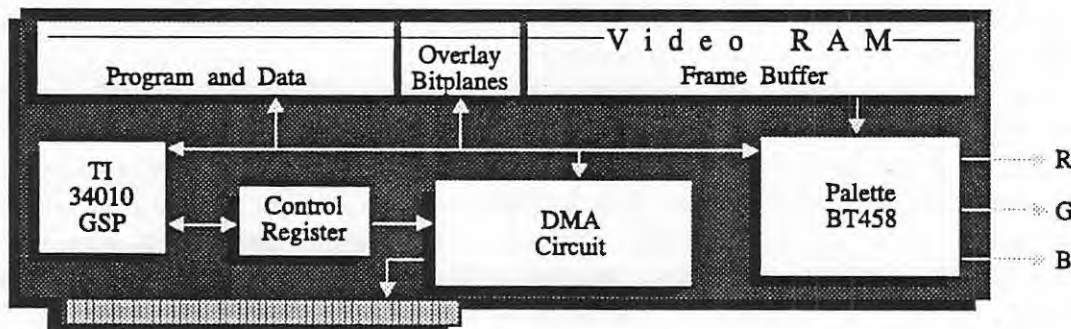 Video RAM
Program and Data
Overlay
Bitplanes
Frame Buffer
TI
34010
GSP
Control
Register
DMA
Circuit
Palette
BT458
R
G
B